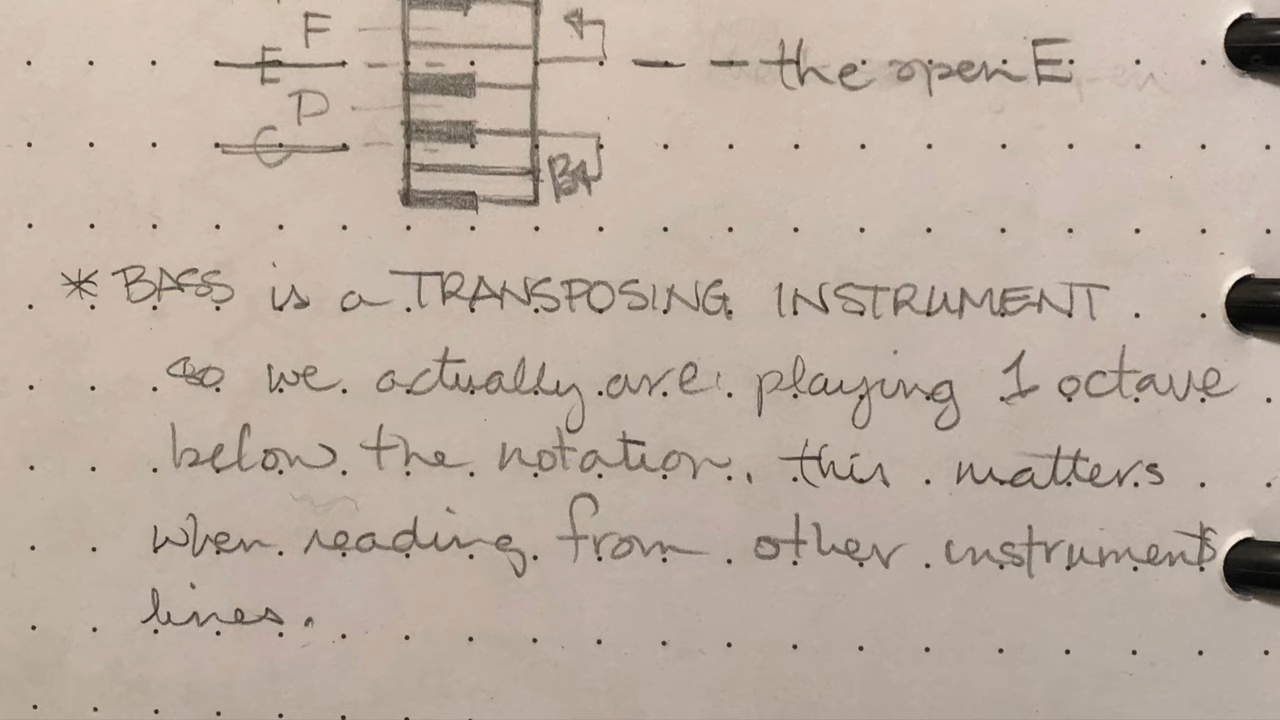 F
E - - the open E
D
C
B
* BASS is a TRANSPOSING INSTRUMENT
so we actually are playing 1 octave
below the notation. this matters
when reading from other instruments
lines.